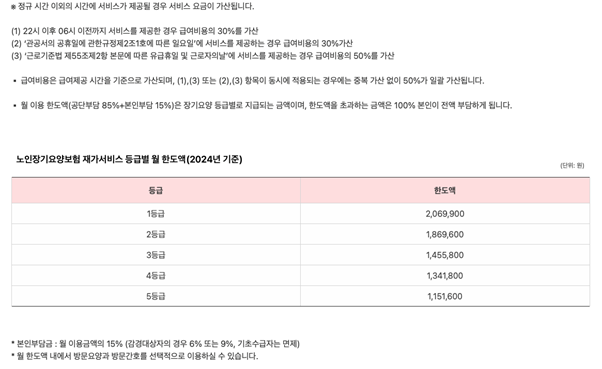 ※ 정규 시간 이외의 시간에 서비스가 제공될 경우 서비스 요금이 가산됩니다.
(1) 22시 이후 06시 이전까지 서비스를 제공한 경우 급여비용의 30%를 가산
(2) '관공서의 공휴일에 관한규정제2조1호에 따른 일요일'에 서비스를 제공하는 경우 급여비용의 30%가산
(3) '근로기준법 제55조제2항 본문에 따른 유급휴일 및 근로자의날'에 서비스를 제공하는 경우 급여비용의 50%를 가산
• 급여비용은 급여제공 시간을 기준으로 가산되며, (1),(3) 또는 (2),(3) 항목이 동시에 적용되는 경우에는 중복 가산 없이 50%가 일괄 가산됩니다.
• 월 이용 한도액(공단부담 85%+본인부담 15%)은 장기요양 등급별로 지급되는 금액이며, 한도액을 초과하는 금액은 100% 본인이 전액 부담하게 됩니다.
노인장기요양보험 재가서비스 등급별 월 한도액(2024년 기준)
(단위: 원)
등급 한도액
1등급 2,069,900
2등급 1,869,600
3등급 1,455,800
4등급 1,341,800
5등급 1,151,600
* 본인부담금 : 월 이용금액의 15% (감경대상자의 경우 6% 또는 9%, 기초수급자는 면제)
* 월 한도액 내에서 방문요양과 방문간호를 선택적으로 이용하실 수 있습니다.